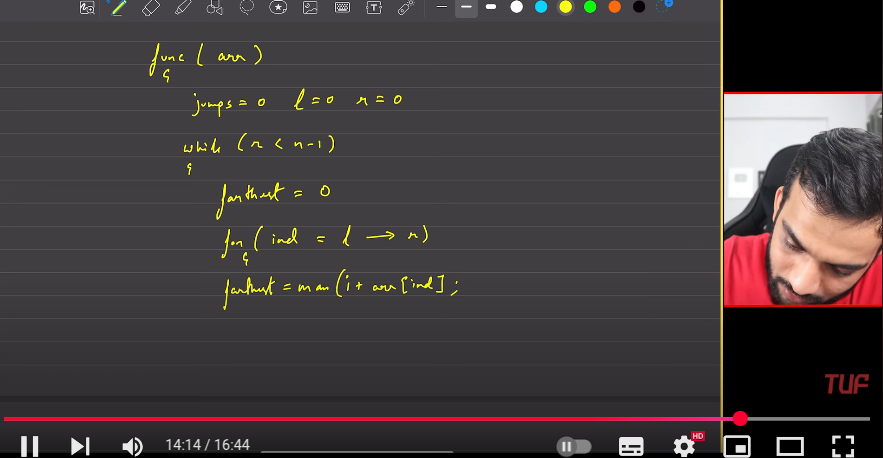 func ( arr )
{
jumps = 0 l = 0 r = 0
while ( r < n - 1 )
{
farthest = 0
for ( ind = l → r )
{
farthest = max ( i + arr [ ind ] ;
TUF
14:14 / 16:44
HD